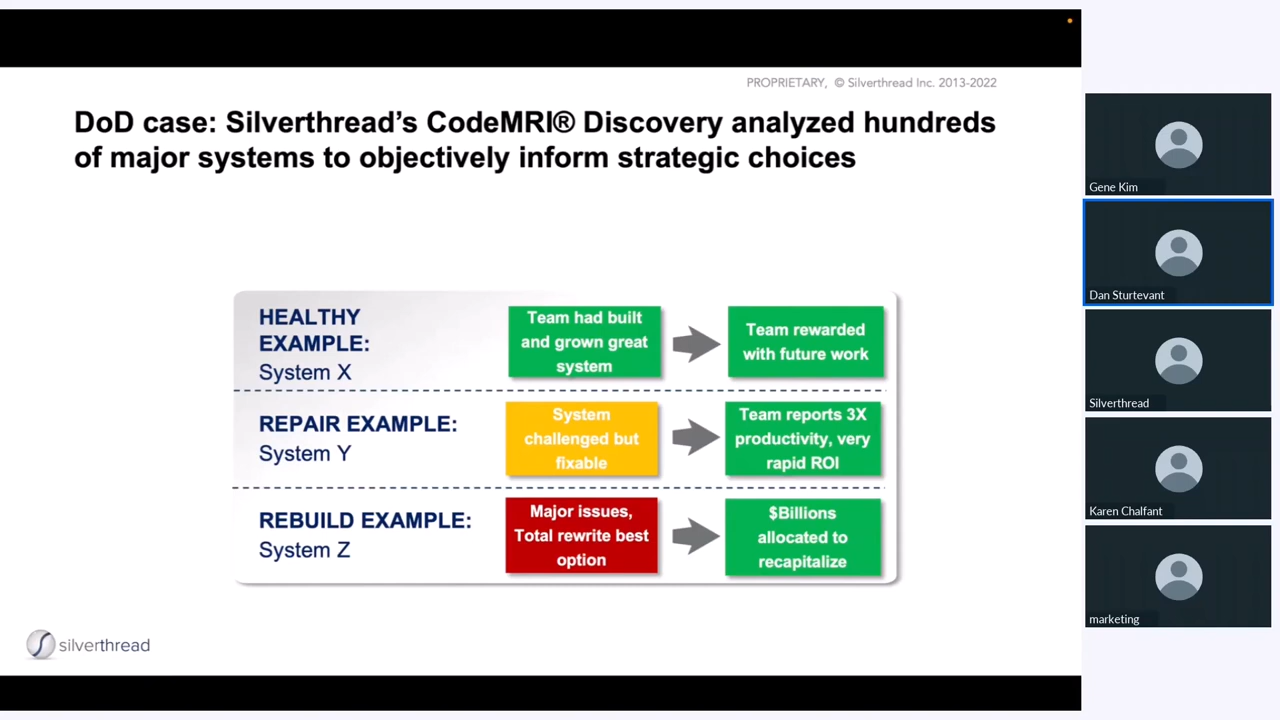 PROPRIETARY, © Silverthread Inc. 2013-2022
DoD case: Silverthread's CodeMRI® Discovery analyzed hundreds
of major systems to objectively inform strategic choices
HEALTHY
EXAMPLE:
System X
Team had built
and grown great
system
Team rewarded
with future work
REPAIR EXAMPLE:
System Y
System
challenged but
fixable
Team reports 3X
productivity, very
rapid ROI
REBUILD EXAMPLE:
System Z
Major issues,
Total rewrite best
option
$Billions
allocated to
recapitalize
silverthread
Gene Kim
Dan Sturtevant
Silverthread
Karen Chalfant
marketing